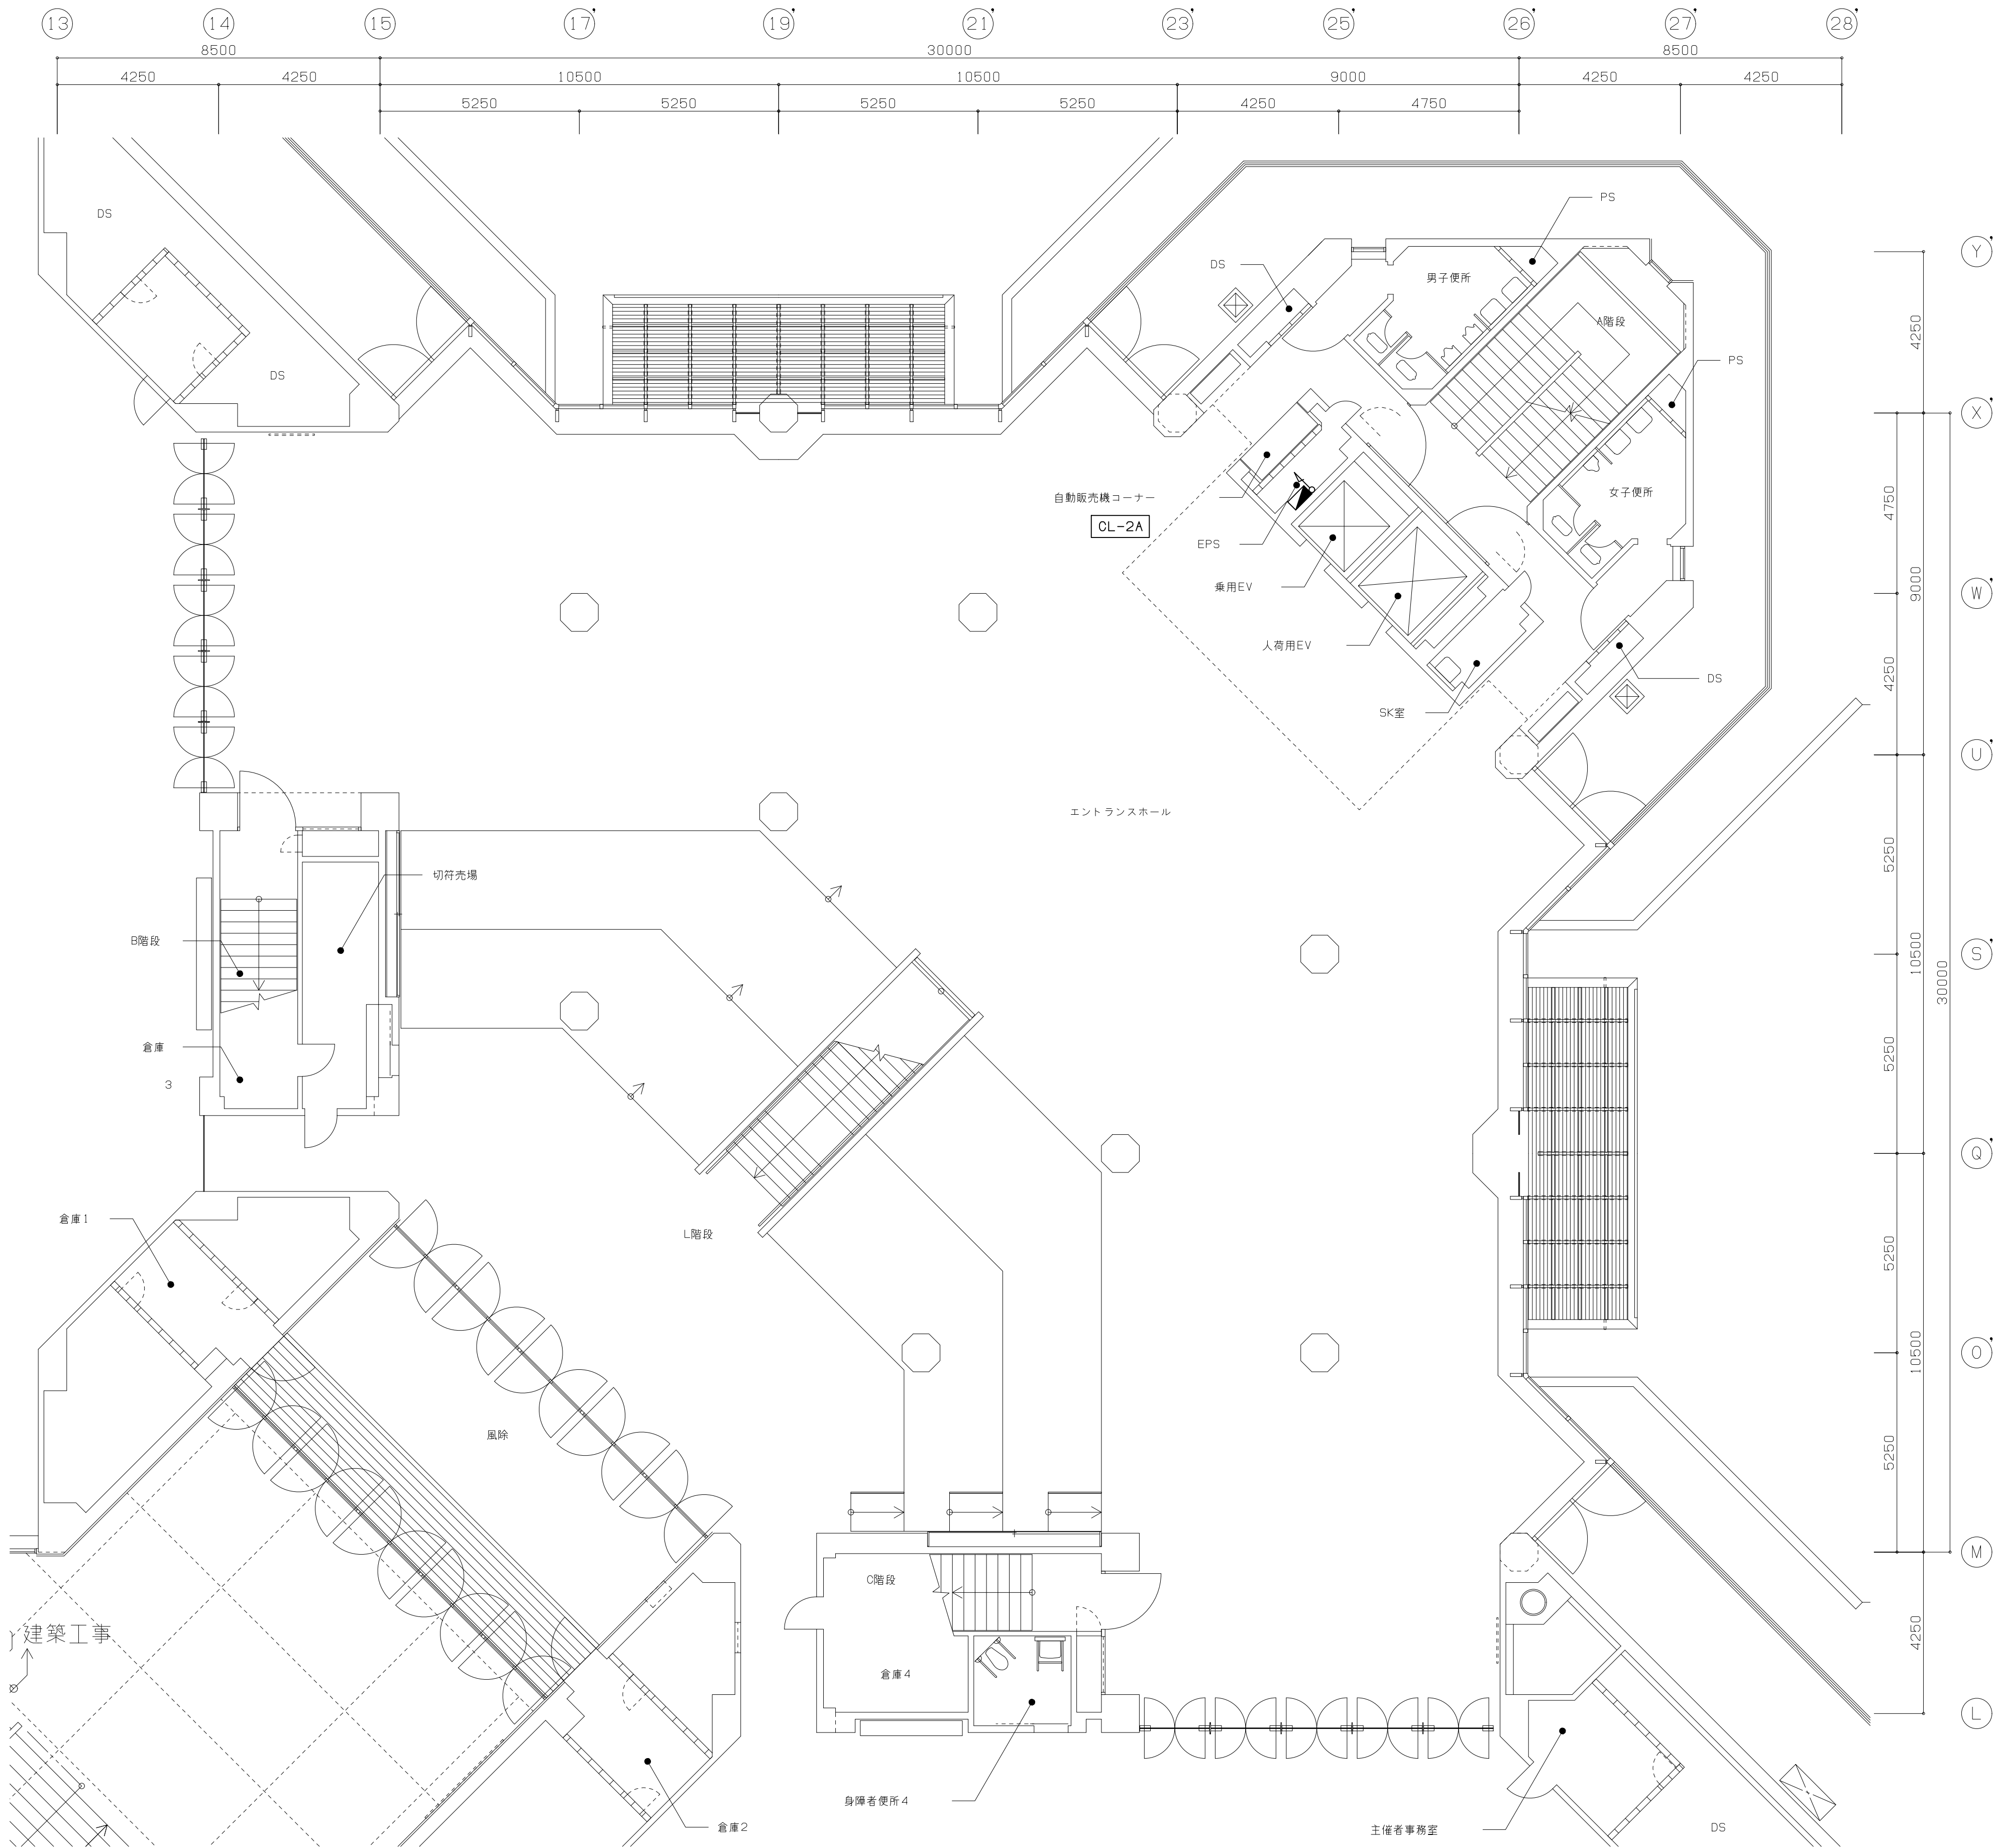 13 14 15 17' 19' 21' 23' 25' 26' 27' 28'
8500 30000 8500
4250 4250 10500 10500 9000 4250 4250
5250 5250 5250 5250 4250 4750
PS
DS
Y'
DS
男子便所
A階段
4250
PS
DS
X'
女子便所
自動販売機コーナー
4750
CL-2A
EPS
9000
乗用EV
W'
人荷用EV
4250
DS
SK室
U'
エントランスホール
5250
切符売場
B階段
10500
S'
30000
倉庫
5250
3
Q'
倉庫1
L階段
5250
O'
10500
風除
5250
M
C階段
建築工事
4250
倉庫4
L
身障者便所4
倉庫2
主催者事務室
DS